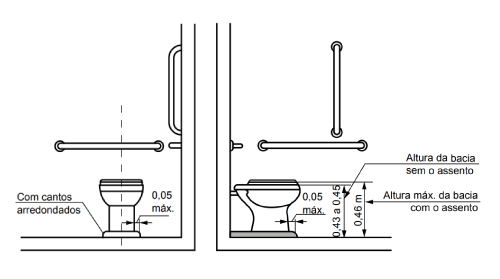 Com cantos
arredondados
0,05
máx.
0,05
máx.
0,43 a 0,45
0,46 m
Altura da bacia
sem o assento
Altura máx. da bacia
com o assento